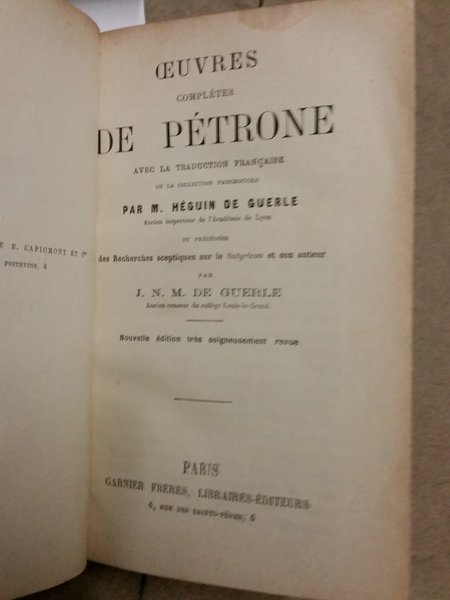 E E. CAPIOMONT ET Cⁱᵉ
POITEVINS, 6
ŒUVRES
COMPLÈTES
DE PÉTRONE
AVEC LA TRADUCTION FRANÇAISE
DE LA COLLECTION PANCKOUCKE
PAR M. HÉGUIN DE GUERLE
Ancien inspecteur de l'Académie de Lyon
ET PRÉCÉDÉES
des Recherches sceptiques sur le Satyricon et son auteur
PAR
J. N. M. DE GUERLE
Ancien censeur du collège Louis-le-Grand.
Nouvelle édition très soigneusement revue
PARIS
GARNIER FRÈRES, LIBRAIRES-ÉDITEURS
6, RUE DES SAINTS-PÈRES, 6